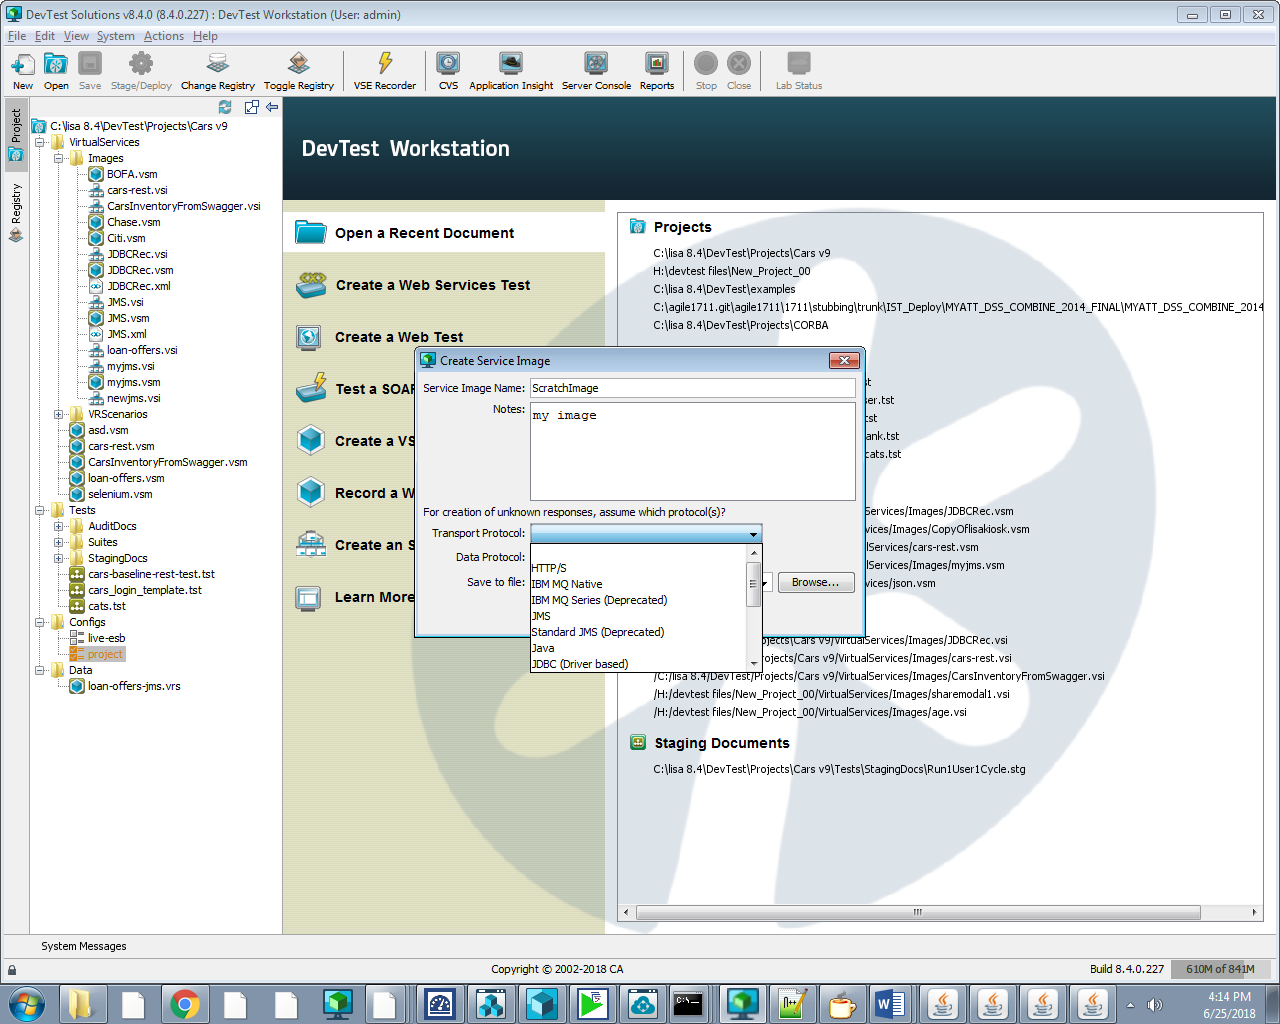 DevTest Solutions v8.4.0 (8.4.0.227) : DevTest Workstation (User: admin)
File Edit View System Actions Help
New Open Save Stage/Deploy Change Registry Toggle Registry VSE Recorder CVS Application Insight Server Console Reports Stop Close Lab Status
Project
Registry
C:\lisa 8.4\DevTest\Projects\Cars v9
VirtualServices
Images
BOFA.vsm
cars-rest.vsi
CarsInventoryFromSwagger.vsi
Chase.vsm
Citi.vsm
JDBCRec.vsi
JDBCRec.vsm
JDBCRec.xml
JMS.vsi
JMS.vsm
JMS.xml
loan-offers.vsi
myjms.vsi
myjms.vsm
newjms.vsi
VRScenarios
asd.vsm
cars-rest.vsm
CarsInventoryFromSwagger.vsm
loan-offers.vsm
selenium.vsm
Tests
AuditDocs
Suites
StagingDocs
cars-baseline-rest-test.tst
cars_login_template.tst
cats.tst
Configs
live-esb
project
Data
loan-offers-jms.vrs
DevTest Workstation
Open a Recent Document
Create a Web Services Test
Create a Web Test
Test a SOAP
Create a VS
Record a W
Create an S
Learn More
Projects
C:\lisa 8.4\DevTest\Projects\Cars v9
H:\devtest files\New_Project_00
C:\lisa 8.4\DevTest\examples
C:\agile1711.git\agile1711\1711\stubbing\trunk\IST_Deploy\MYATT_DSS_COMBINE_2014_FINAL\MYATT_DSS_COMBINE_2014
C:\lisa 8.4\DevTest\Projects\CORBA
st
ser.tst
tst
ank.tst
cats.tst
alServices/Images/JDBCRec.vsm
alServices/Images/CopyOflisakiosk.vsm
alServices/cars-rest.vsm
alServices/Images/myjms.vsm
vices/json.vsm
jects/Cars v9/VirtualServices/Images/JDBCRec.vsi
jects/Cars v9/VirtualServices/Images/cars-rest.vsi
/C:/lisa 8.4/DevTest/Projects/Cars v9/VirtualServices/Images/CarsInventoryFromSwagger.vsi
/H:/devtest files/New_Project_00/VirtualServices/Images/sharemodal1.vsi
/H:/devtest files/New_Project_00/VirtualServices/Images/age.vsi
Staging Documents
C:\lisa 8.4\DevTest\Projects\Cars v9\Tests\StagingDocs\Run1User1Cycle.stg
Create Service Image
Service Image Name: ScratchImage
Notes: my image
For creation of unknown responses, assume which protocol(s)?
Transport Protocol:
Data Protocol:
Save to file: Browse...
HTTP/S
IBM MQ Native
IBM MQ Series (Deprecated)
JMS
Standard JMS (Deprecated)
Java
JDBC (Driver based)
System Messages
Copyright © 2002-2018 CA
Build 8.4.0.227 610M of 841M
4:14 PM
6/25/2018